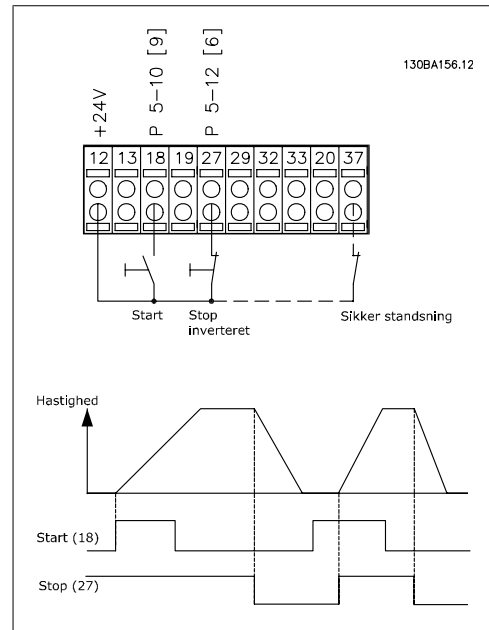 130BA156.12
+24V
P 5-10 [9]
P 5-12 [6]
12 13 18 19 27 29 32 33 20 37
Start
Stop
inverteret
Sikker standsning
Hastighed
Start (18)
Stop (27)